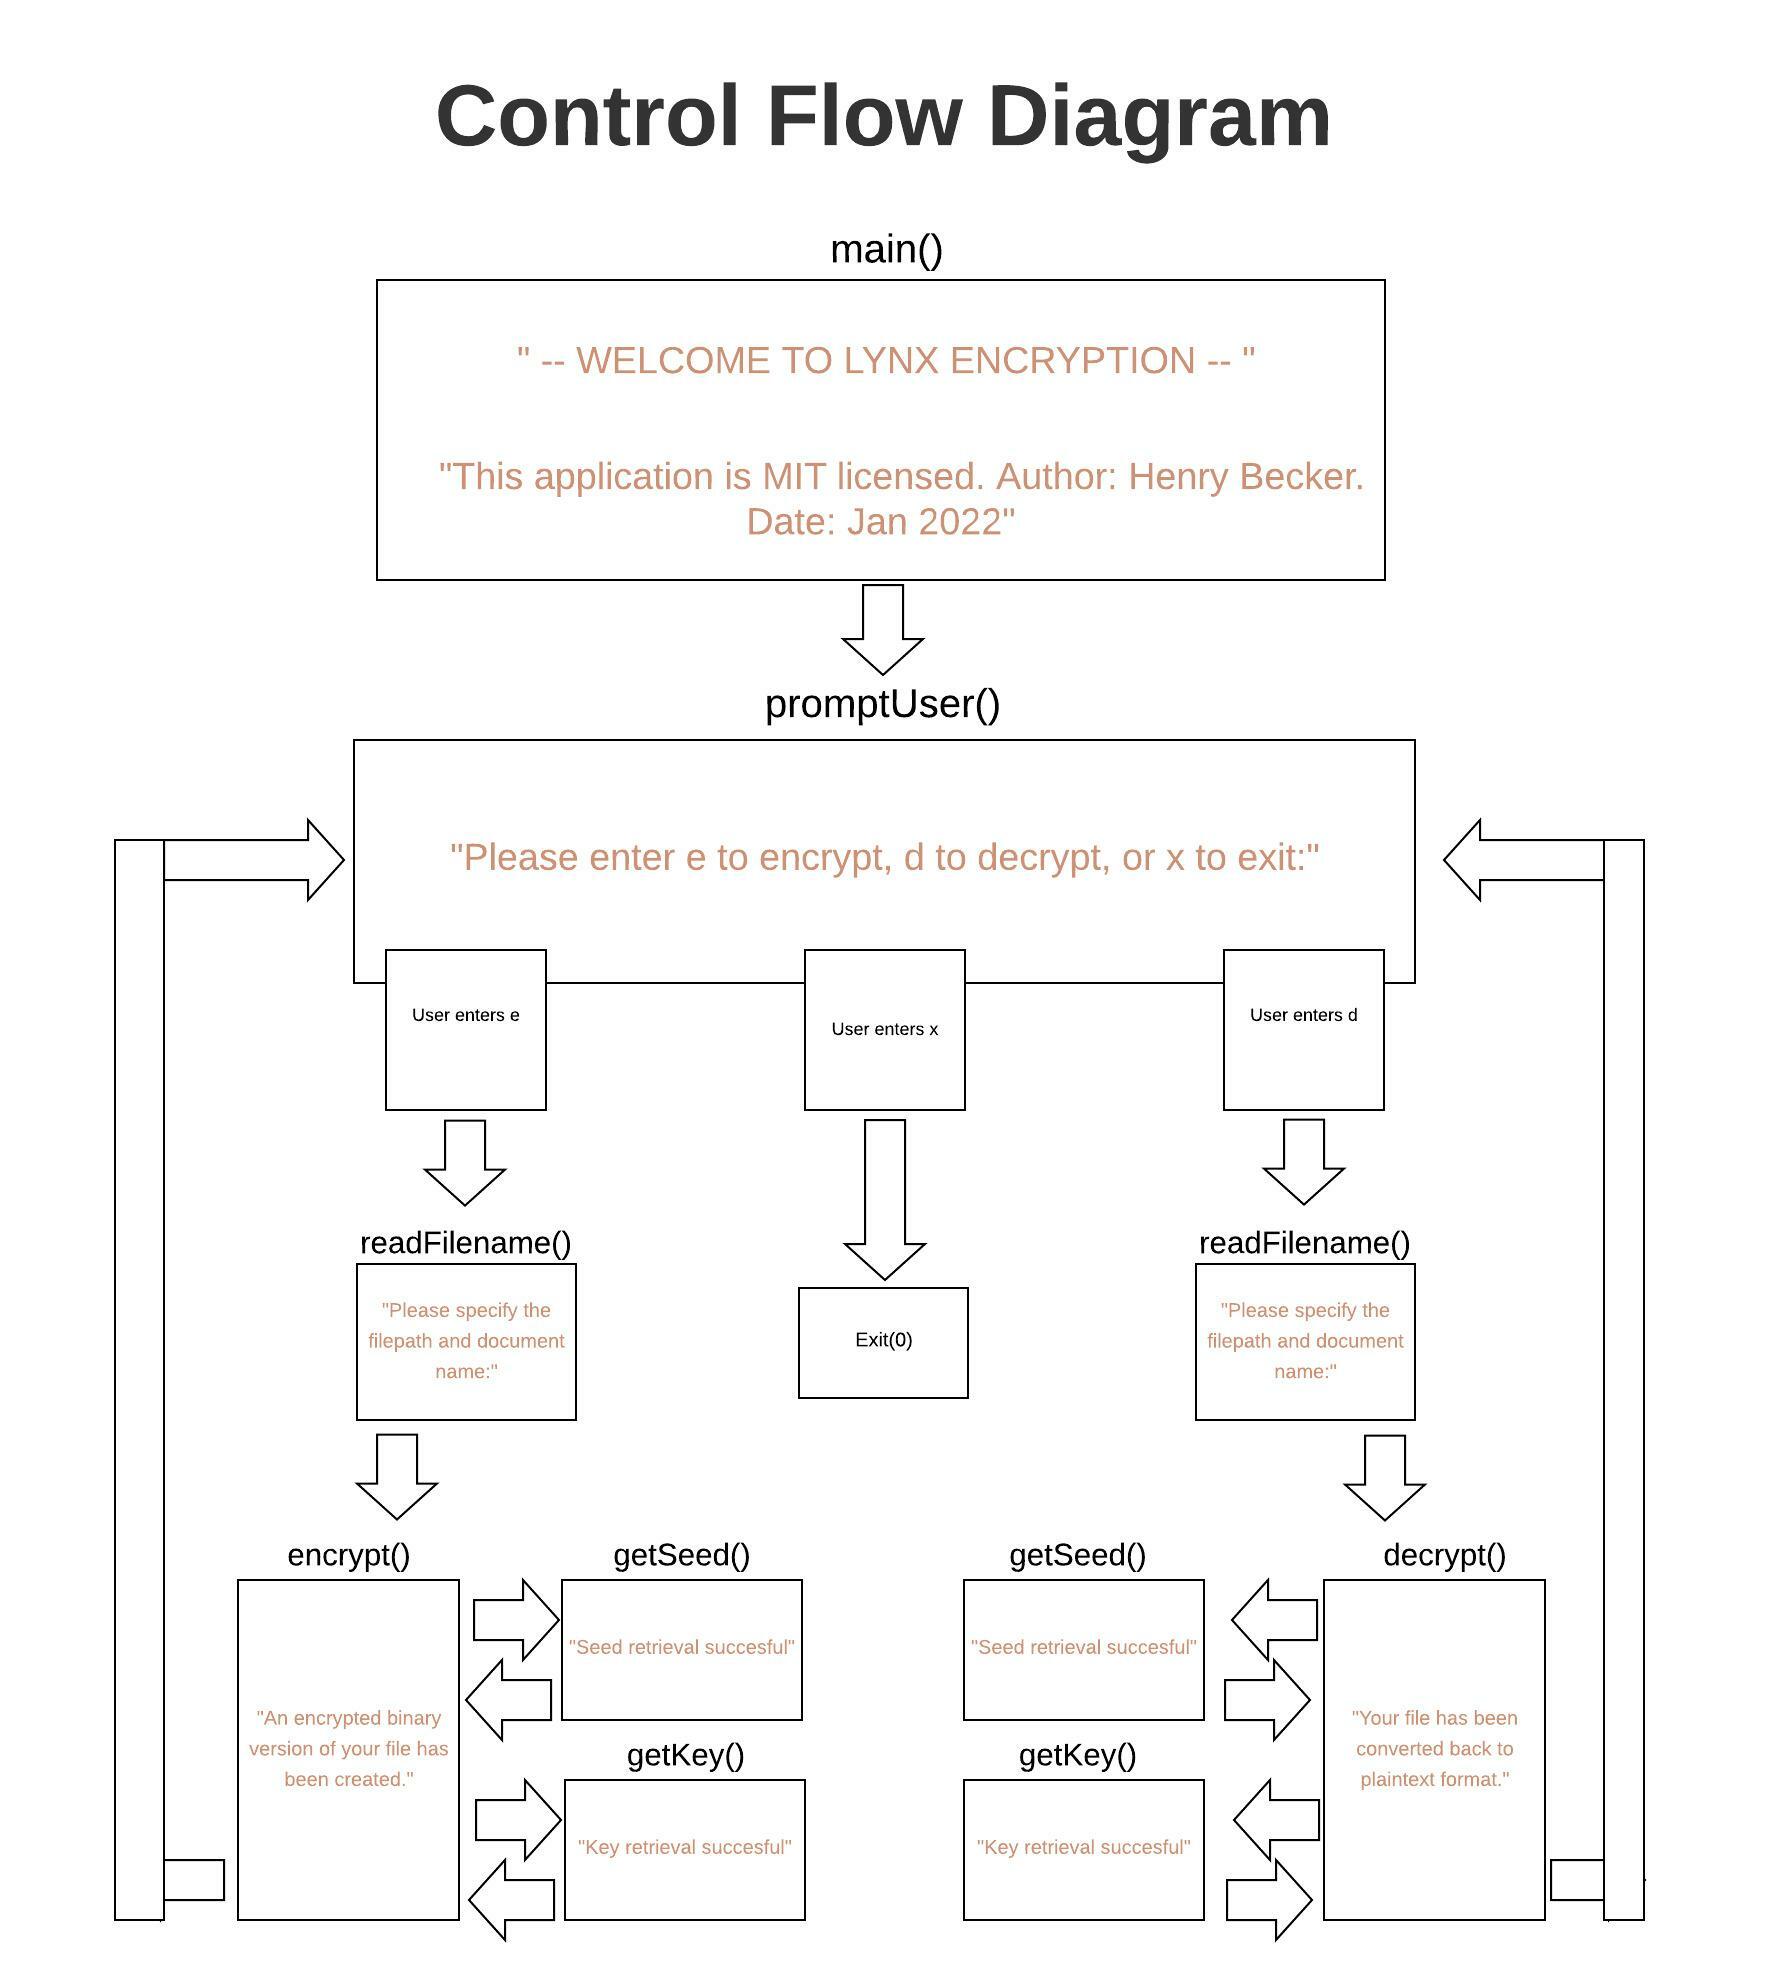 Control Flow Diagram
main()
" -- WELCOME TO LYNX ENCRYPTION -- "
"This application is MIT licensed. Author: Henry Becker.
Date: Jan 2022"
promptUser()
"Please enter e to encrypt, d to decrypt, or x to exit:"
User enters e
User enters x
User enters d
readFilename()
"Please specify the
filepath and document
name:"
Exit(0)
readFilename()
"Please specify the
filepath and document
name:"
encrypt()
"An encrypted binary
version of your file has
been created."
getSeed()
"Seed retrieval succesful"
getKey()
"Key retrieval succesful"
getSeed()
"Seed retrieval succesful"
getKey()
"Key retrieval succesful"
decrypt()
"Your file has been
converted back to
plaintext format."